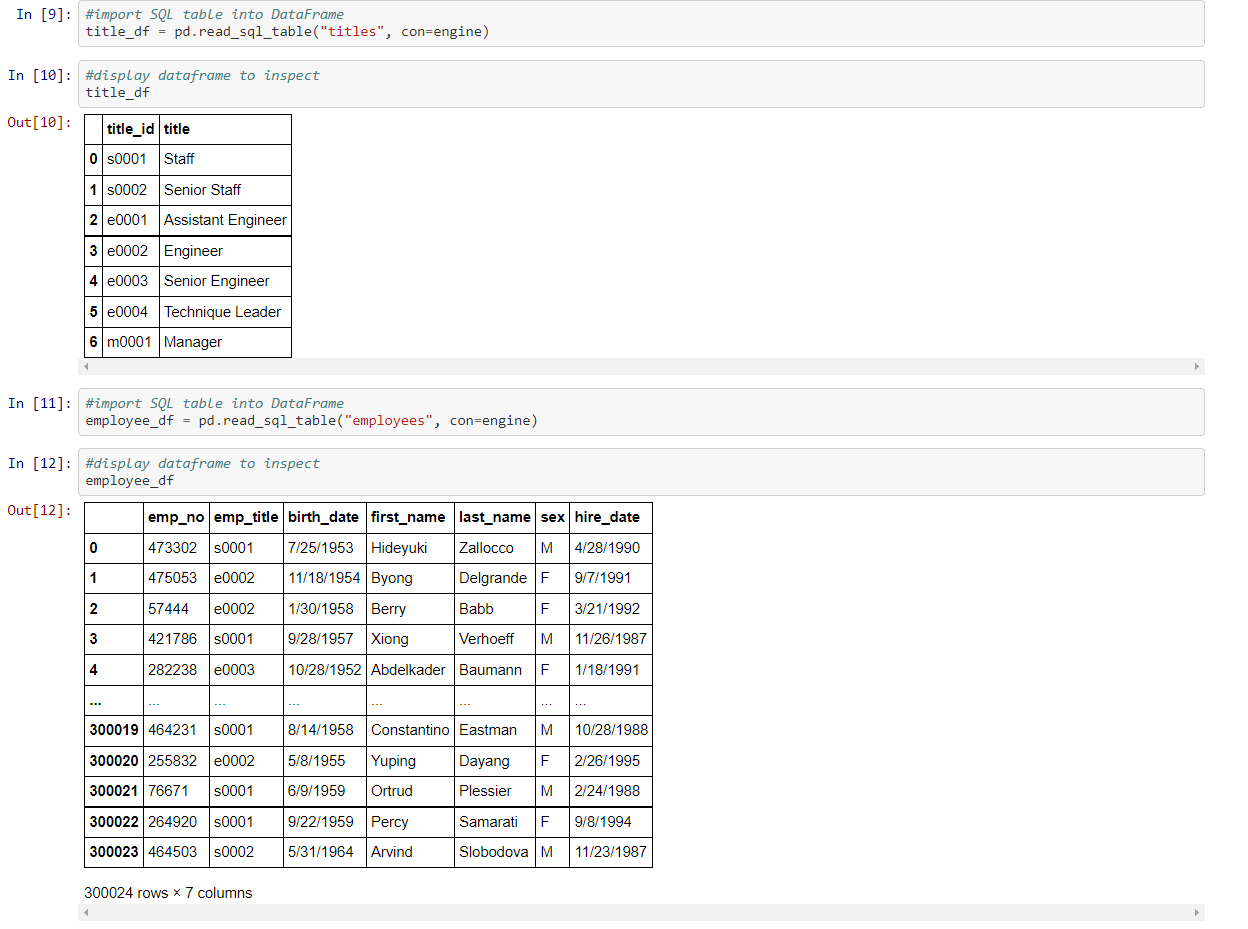 In [9]: #import SQL table into DataFrame
title_df = pd.read_sql_table("titles", con=engine)
In [10]: #display dataframe to inspect
title_df
Out[10]:
title_id title
0 s0001 Staff
1 s0002 Senior Staff
2 e0001 Assistant Engineer
3 e0002 Engineer
4 e0003 Senior Engineer
5 e0004 Technique Leader
6 m0001 Manager
In [11]: #import SQL table into DataFrame
employee_df = pd.read_sql_table("employees", con=engine)
In [12]: #display dataframe to inspect
employee_df
Out[12]:
emp_no emp_title birth_date first_name last_name sex hire_date
0 473302 s0001 7/25/1953 Hideyuki Zallocco M 4/28/1990
1 475053 e0002 11/18/1954 Byong Delgrande F 9/7/1991
2 57444 e0002 1/30/1958 Berry Babb F 3/21/1992
3 421786 s0001 9/28/1957 Xiong Verhoeff M 11/26/1987
4 282238 e0003 10/28/1952 Abdelkader Baumann F 1/18/1991
... ... ... ... ... ... ... ...
300019 464231 s0001 8/14/1958 Constantino Eastman M 10/28/1988
300020 255832 e0002 5/8/1955 Yuping Dayang F 2/26/1995
300021 76671 s0001 6/9/1959 Ortrud Plessier M 2/24/1988
300022 264920 s0001 9/22/1959 Percy Samarati F 9/8/1994
300023 464503 s0002 5/31/1964 Arvind Slobodova M 11/23/1987
300024 rows × 7 columns